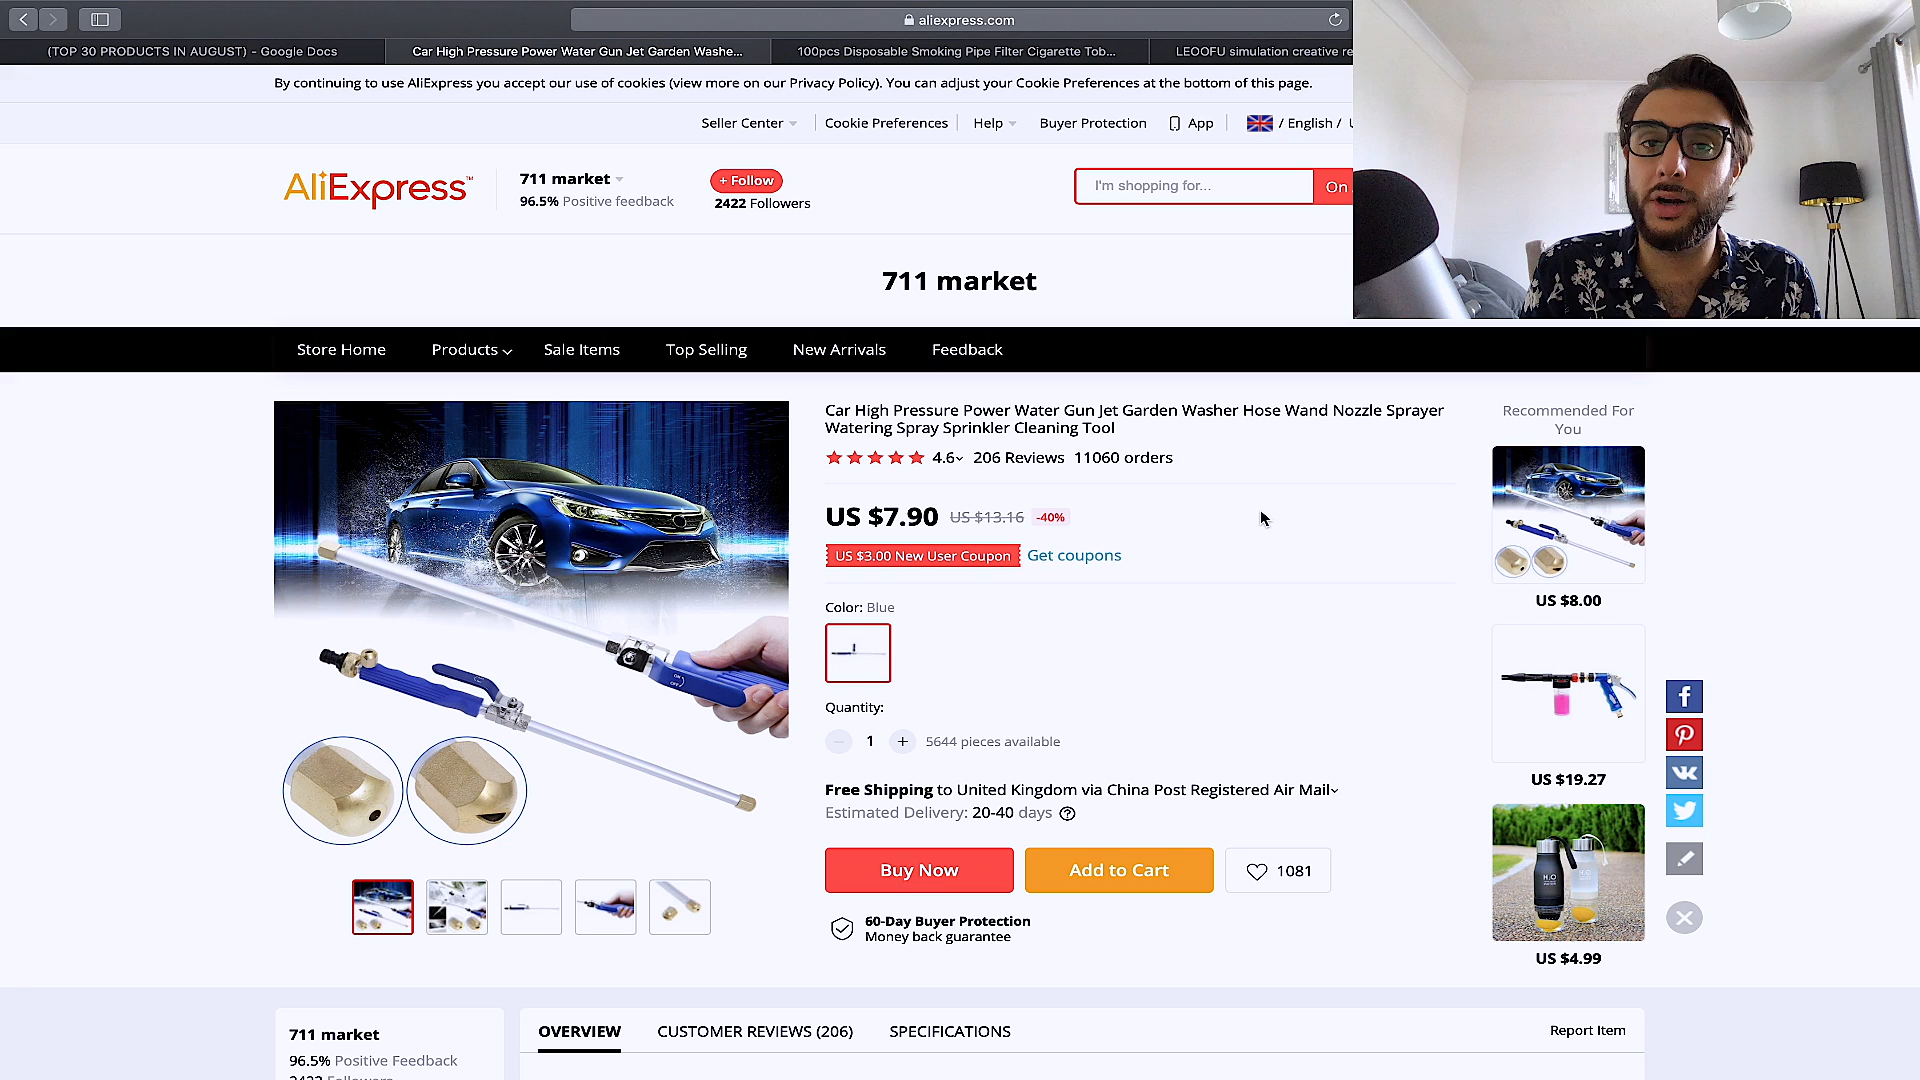 aliexpress.com
(TOP 30 PRODUCTS IN AUGUST) - Google Docs
Car High Pressure Power Water Gun Jet Garden Washe...
100pcs Disposable Smoking Pipe Filter Cigarette Tob...
LEOOFU simulation creative re
By continuing to use AliExpress you accept our use of cookies (view more on our Privacy Policy). You can adjust your Cookie Preferences at the bottom of this page.
Seller Center
Cookie Preferences
Help
Buyer Protection
App
/ English /
AliExpress™
711 market
96.5% Positive feedback
+ Follow
2422 Followers
I'm shopping for...
On
711 market
Store Home
Products
Sale Items
Top Selling
New Arrivals
Feedback
Car High Pressure Power Water Gun Jet Garden Washer Hose Wand Nozzle Sprayer
Watering Spray Sprinkler Cleaning Tool
4.6 206 Reviews 11060 orders
US $7.90 US $13.16 -40%
US $3.00 New User Coupon Get coupons
Color: Blue
Quantity:
1 5644 pieces available
Free Shipping to United Kingdom via China Post Registered Air Mail
Estimated Delivery: 20-40 days
Buy Now
Add to Cart
1081
60-Day Buyer Protection
Money back guarantee
Recommended For
You
US $8.00
US $19.27
H2O
US $4.99
711 market
96.5% Positive Feedback
OVERVIEW
CUSTOMER REVIEWS (206)
SPECIFICATIONS
Report Item